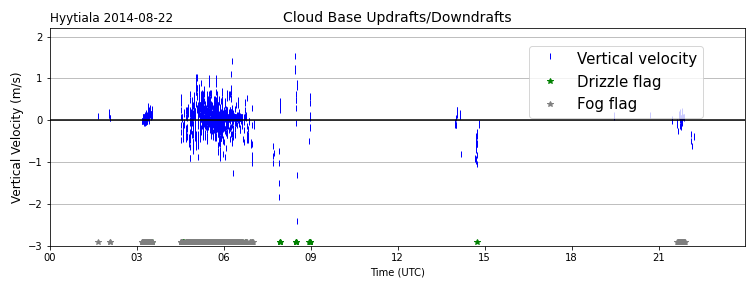 Hyytiala 2014-08-22
Cloud Base Updrafts/Downdrafts
Vertical Velocity (m/s)
2
1
0
−1
−2
−3
Vertical velocity
Drizzle flag
Fog flag
00 03 06 09 12 15 18 21
Time (UTC)